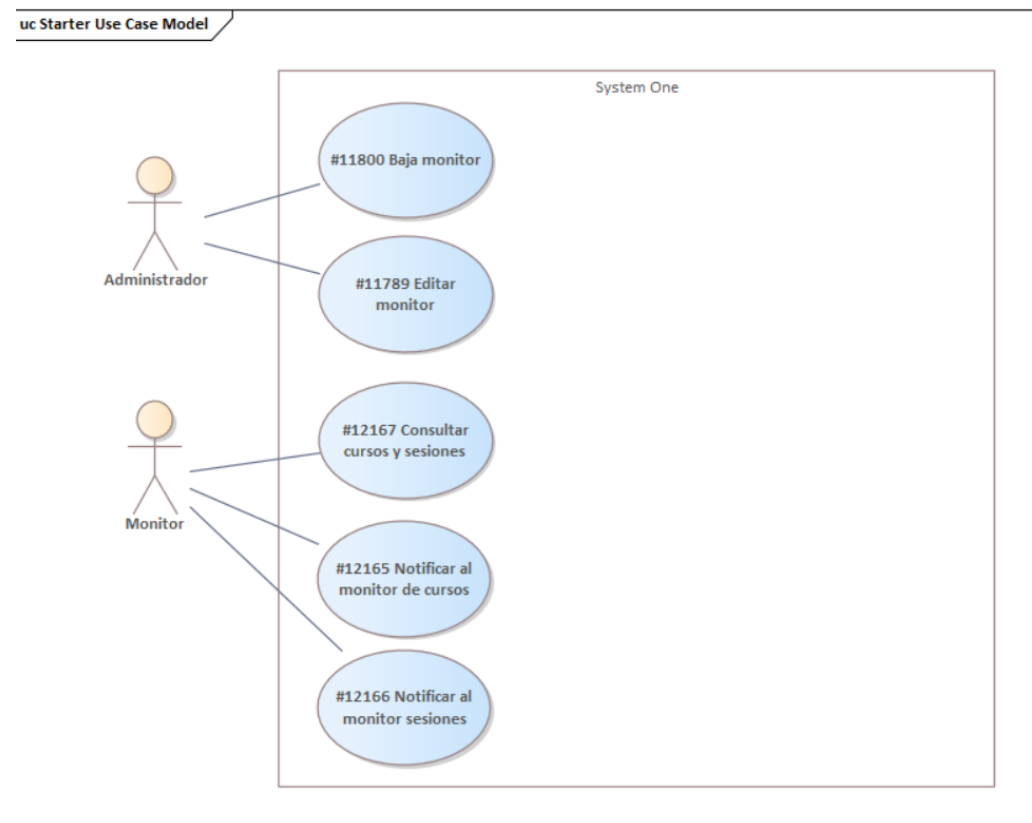 uc Starter Use Case Model
System One
#11800 Baja monitor
Administrador
#11789 Editar
monitor
#12167 Consultar
cursos y sesiones
Monitor
#12165 Notificar al
monitor de cursos
#12166 Notificar al
monitor sesiones